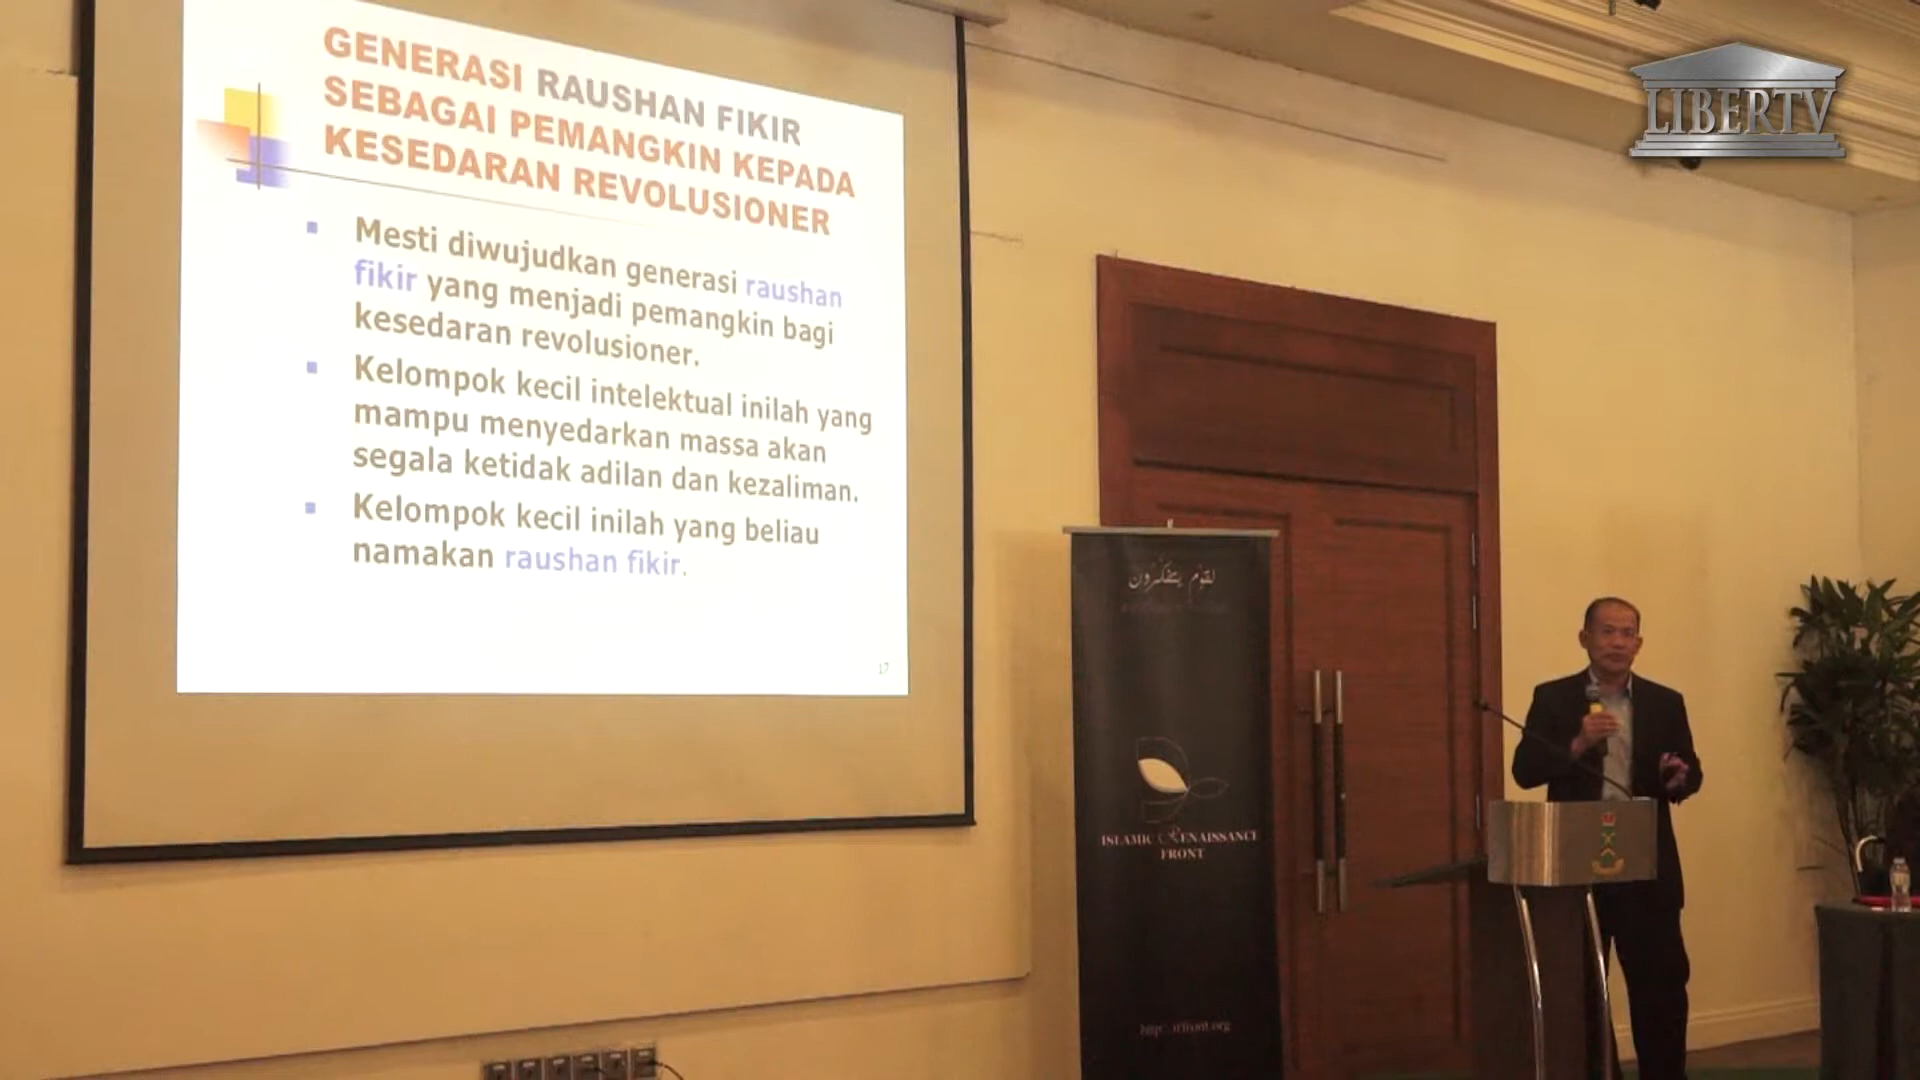 GENERASI RAUSHAN FIKIR
SEBAGAI PEMANGKIN KEPADA
KESEDARAN REVOLUSIONER
Mesti diwujudkan generasi raushan
fikir yang menjadi pemangkin bagi
kesedaran revolusioner.
Kelompok kecil intelektual inilah yang
mampu menyedarkan massa akan
segala ketidak adilan dan kezaliman.
Kelompok kecil inilah yang beliau
namakan raushan fikir.
17
LIBERTV
لقوم يتفكرون
ISLAMIC RENAISSANCE
FRONT